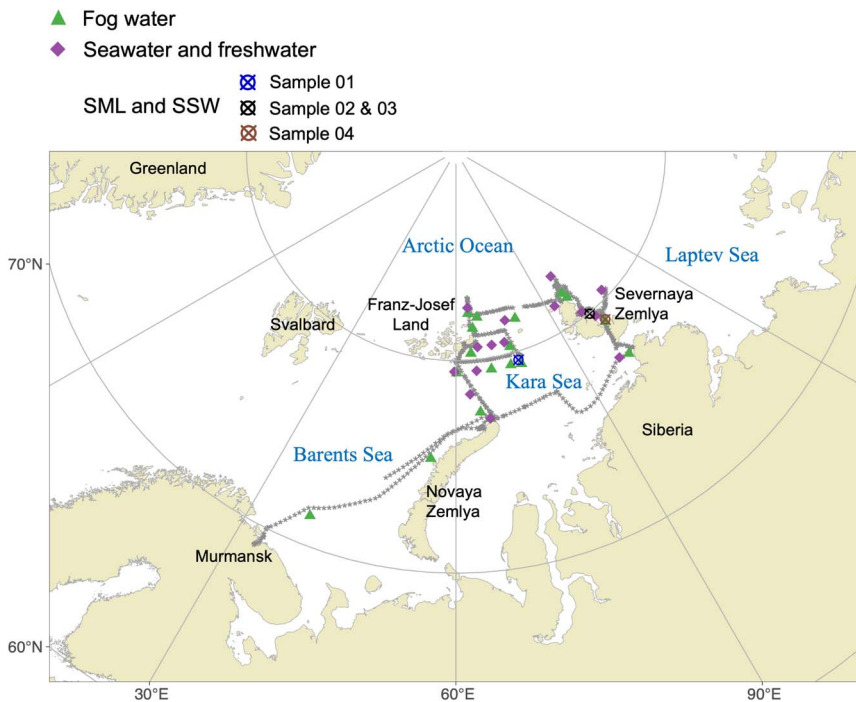 Fog water
Seawater and freshwater
SML and SSW
Sample 01
Sample 02 & 03
Sample 04
Greenland
70°N
Arctic Ocean
Laptev Sea
Franz-Josef
Land
Severnaya
Zemlya
Svalbard
Kara Sea
Siberia
Barents Sea
Novaya
Zemlya
Murmansk
60°N
30°E
60°E
90°E